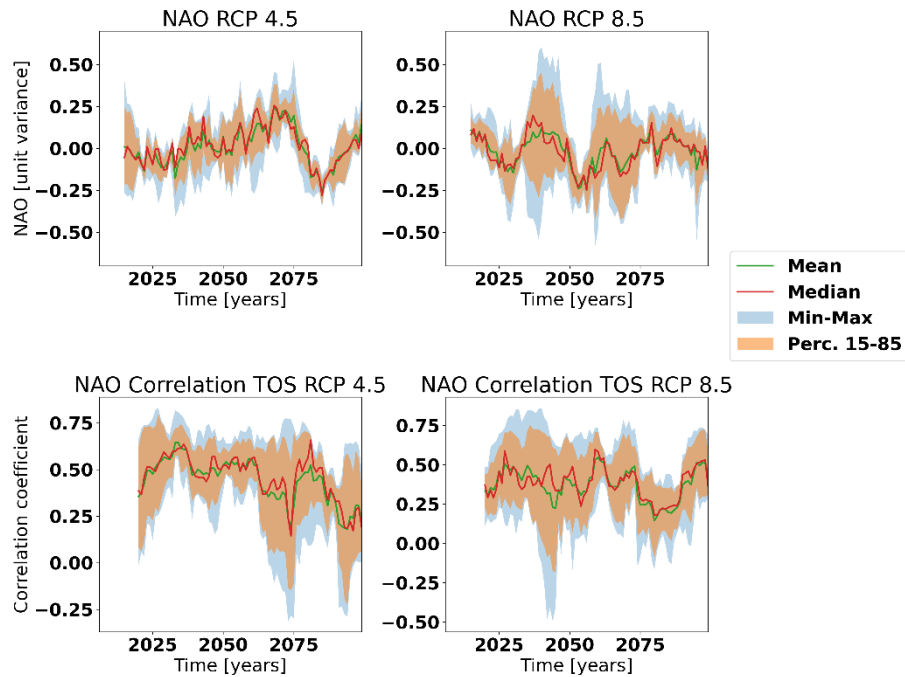 NAO RCP 4.5
NAO [unit variance]
0.50
0.25
0.00
−0.25
−0.50
2025 2050 2075
Time [years]
NAO RCP 8.5
0.50
0.25
0.00
−0.25
−0.50
2025 2050 2075
Time [years]
Mean
Median
Min-Max
Perc. 15-85
NAO Correlation TOS RCP 4.5
Correlation coefficient
0.75
0.50
0.25
0.00
−0.25
2025 2050 2075
Time [years]
NAO Correlation TOS RCP 8.5
0.75
0.50
0.25
0.00
−0.25
−0.50
2025 2050 2075
Time [years]